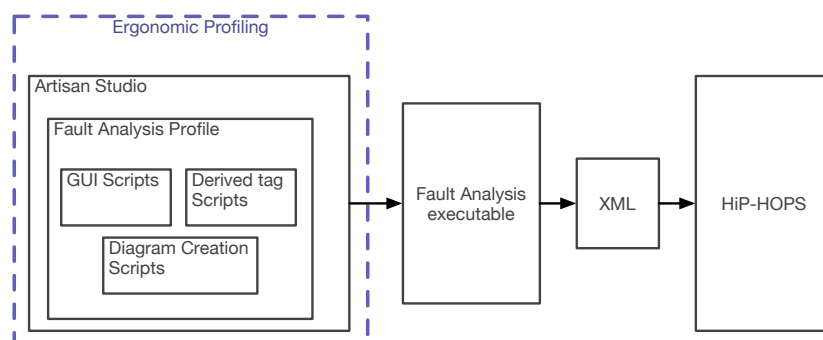 Ergonomic Profiling
Artisan Studio
Fault Analysis Profile
GUI Scripts
Derived tag
Scripts
Diagram Creation
Scripts
Fault Analysis
executable
XML
HiP-HOPS